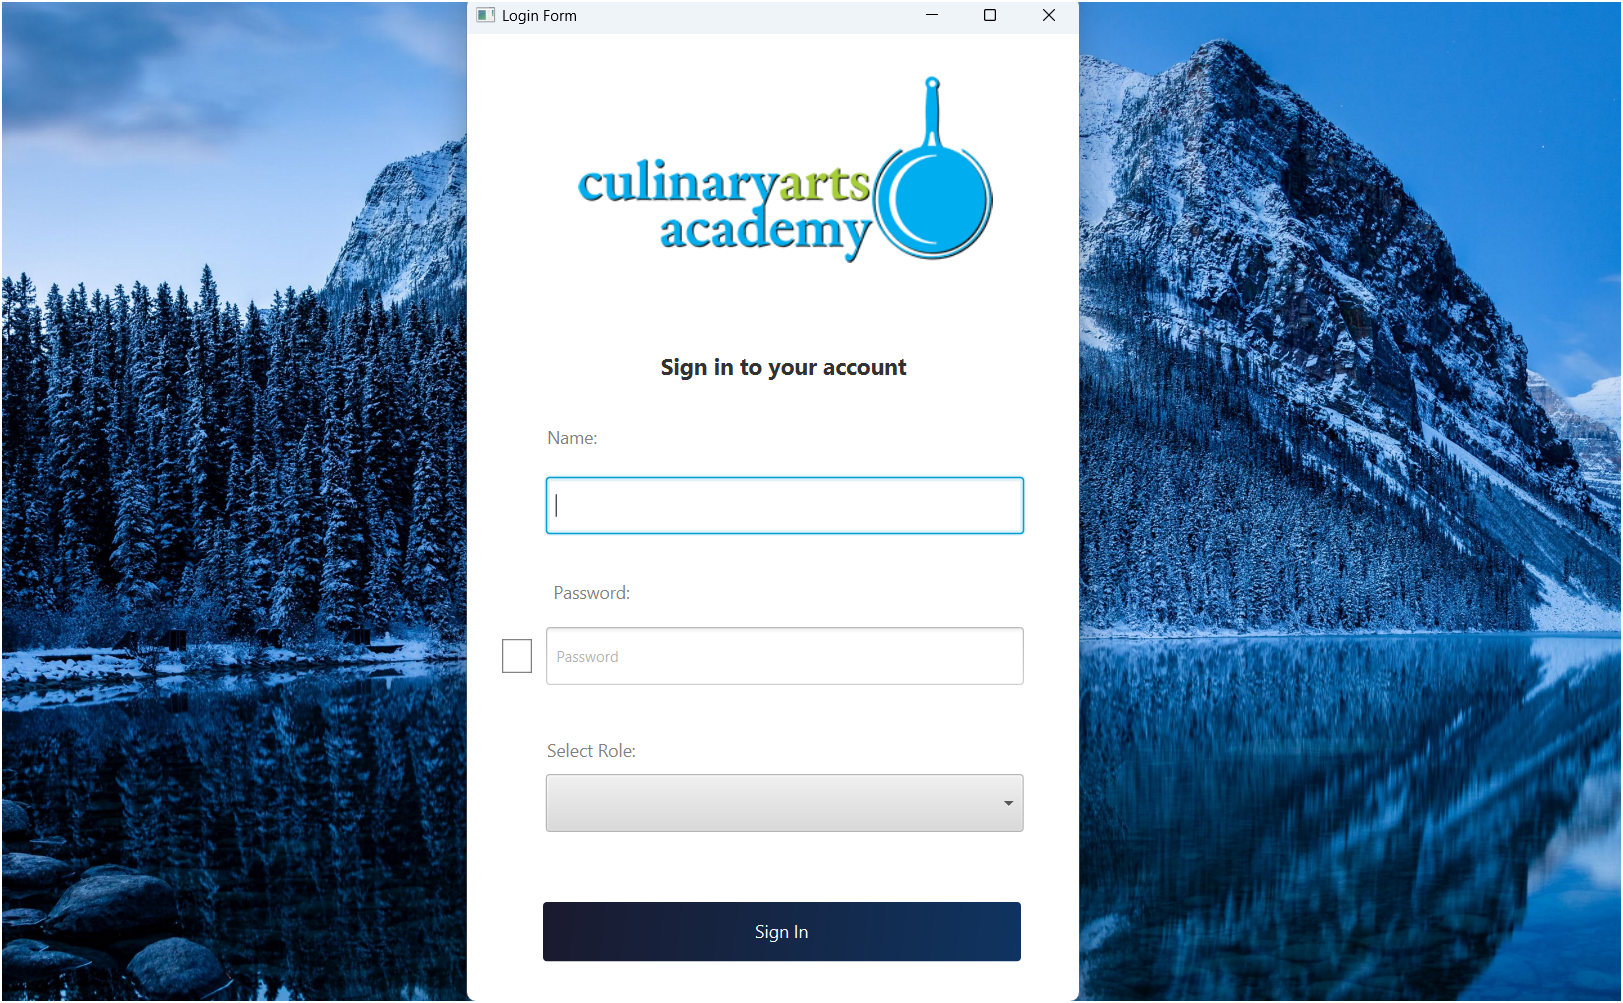 Login Form
culinaryarts
academy
Sign in to your account
Name:
Password:
Password
Select Role:
Sign In